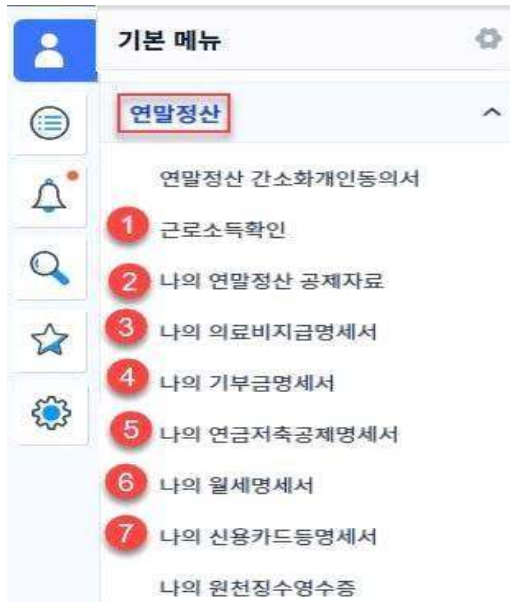 기본 메뉴
연말정산
연말정산 간소화개인동의서
1 근로소득확인
2 나의 연말정산 공제자료
3 나의 의료비지급명세서
4 나의 기부금명세서
5 나의 연금저축공제명세서
6 나의 월세명세서
7 나의 신용카드등명세서
나의 원천징수영수증